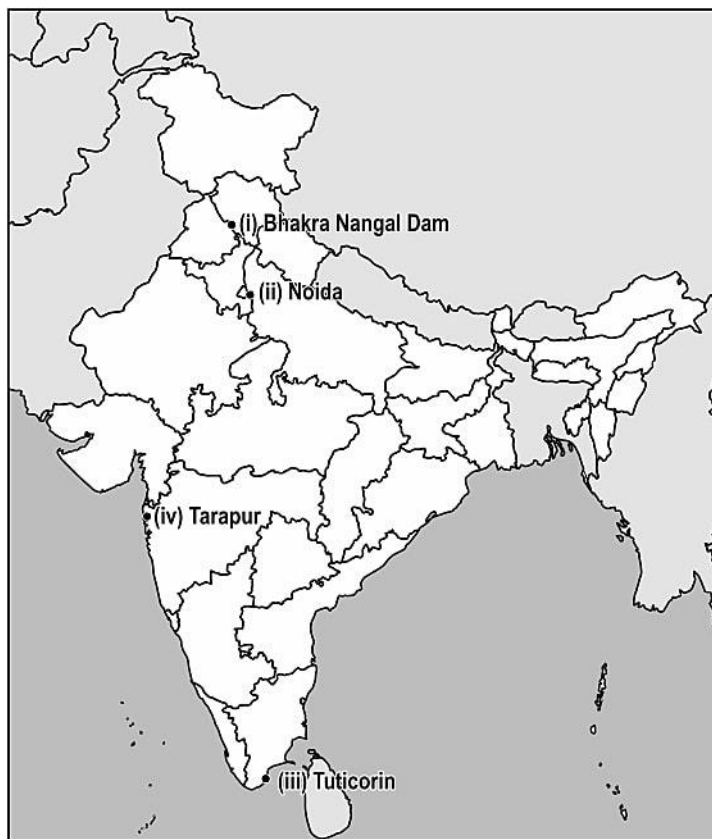 (i) Bhakra Nangal Dam
(ii) Noida
(iv) Tarapur
(iii) Tuticorin